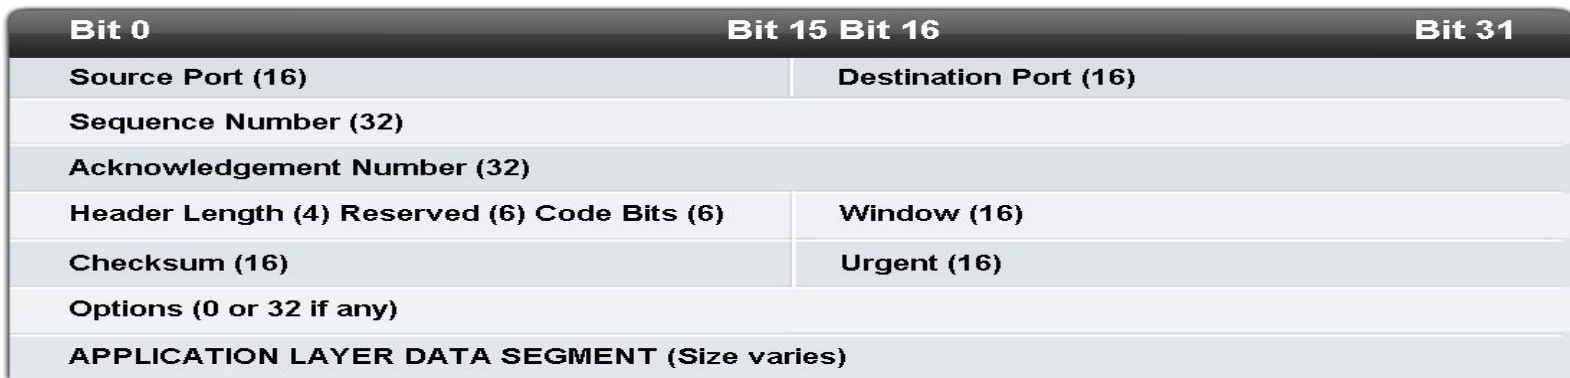 Bit 0 Bit 15 Bit 16 Bit 31
Source Port (16) Destination Port (16)
Sequence Number (32)
Acknowledgement Number (32)
Header Length (4) Reserved (6) Code Bits (6) Window (16)
Checksum (16) Urgent (16)
Options (0 or 32 if any)
APPLICATION LAYER DATA SEGMENT (Size varies)